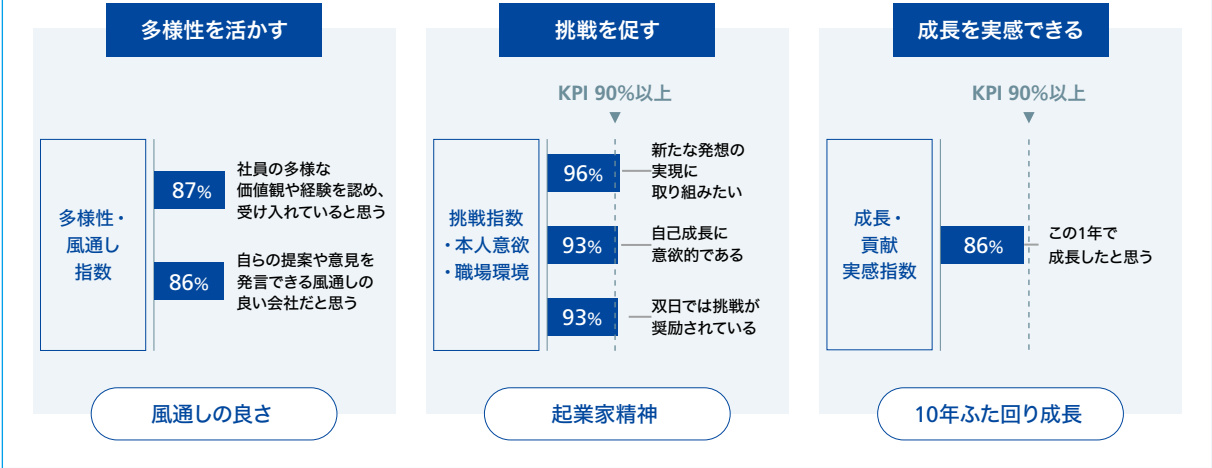 多様性を活かす
多様性・
風通し
指数
87%
社員の多様な
価値観や経験を認め、
受け入れていると思う
86%
自らの提案や意見を
発言できる風通しの
良い会社だと思う
風通しの良さ
挑戦を促す
KPI 90%以上
▼
挑戦指数
・本人意欲
・職場環境
96%
新たな発想の
実現に
取り組みたい
93%
自己成長に
意欲的である
93%
双日では挑戦が
奨励されている
起業家精神
成長を実感できる
KPI 90%以上
▼
成長・
貢献
実感指数
86%
この1年で
成長したと思う
10年ふた回り成長